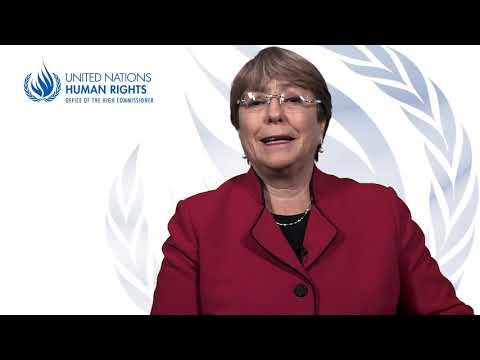 UNITED NATIONS
HUMAN RIGHTS
OFFICE OF THE HIGH COMMISSIONER